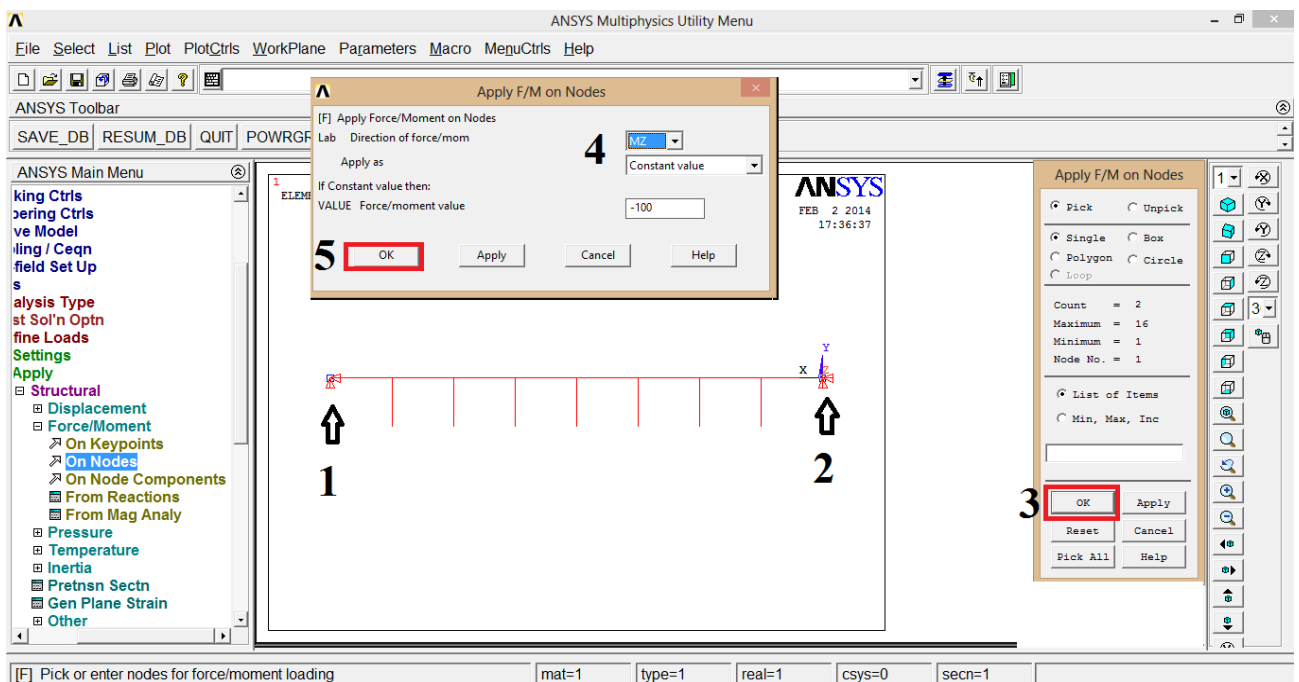 ANSYS Multiphysics Utility Menu
File Select List Plot PlotCtrls WorkPlane Parameters Macro MenuCtrls Help
ANSYS Toolbar
SAVE_DB RESUM_DB QUIT POWRGR
ANSYS Main Menu
king Ctrls
bering Ctrls
ve Model
ling / Ceqn
field Set Up
s
alysis Type
st Sol'n Optn
fine Loads
Settings
Apply
Structural
Displacement
Force/Moment
On Keypoints
On Nodes
On Node Components
From Reactions
From Mag Analy
Pressure
Temperature
Inertia
Pretnsn Sectn
Gen Plane Strain
Other
Apply F/M on Nodes
[F] Apply Force/Moment on Nodes
Lab Direction of force/mom
MZ
4
Apply as
Constant value
If Constant value then:
VALUE Force/moment value
-100
5
OK Apply Cancel Help
1
ELEM
ANSYS
FEB 2 2014
17:36:37
Y
X
Z
1
2
Apply F/M on Nodes
Pick Unpick
Single Box
Polygon Circle
Loop
Count = 2
Maximum = 16
Minimum = 1
Node No. = 1
List of Items
Min, Max, Inc
3
OK Apply
Reset Cancel
Pick All Help
1
3
[F] Pick or enter nodes for force/moment loading
mat=1 type=1 real=1 csys=0 secn=1